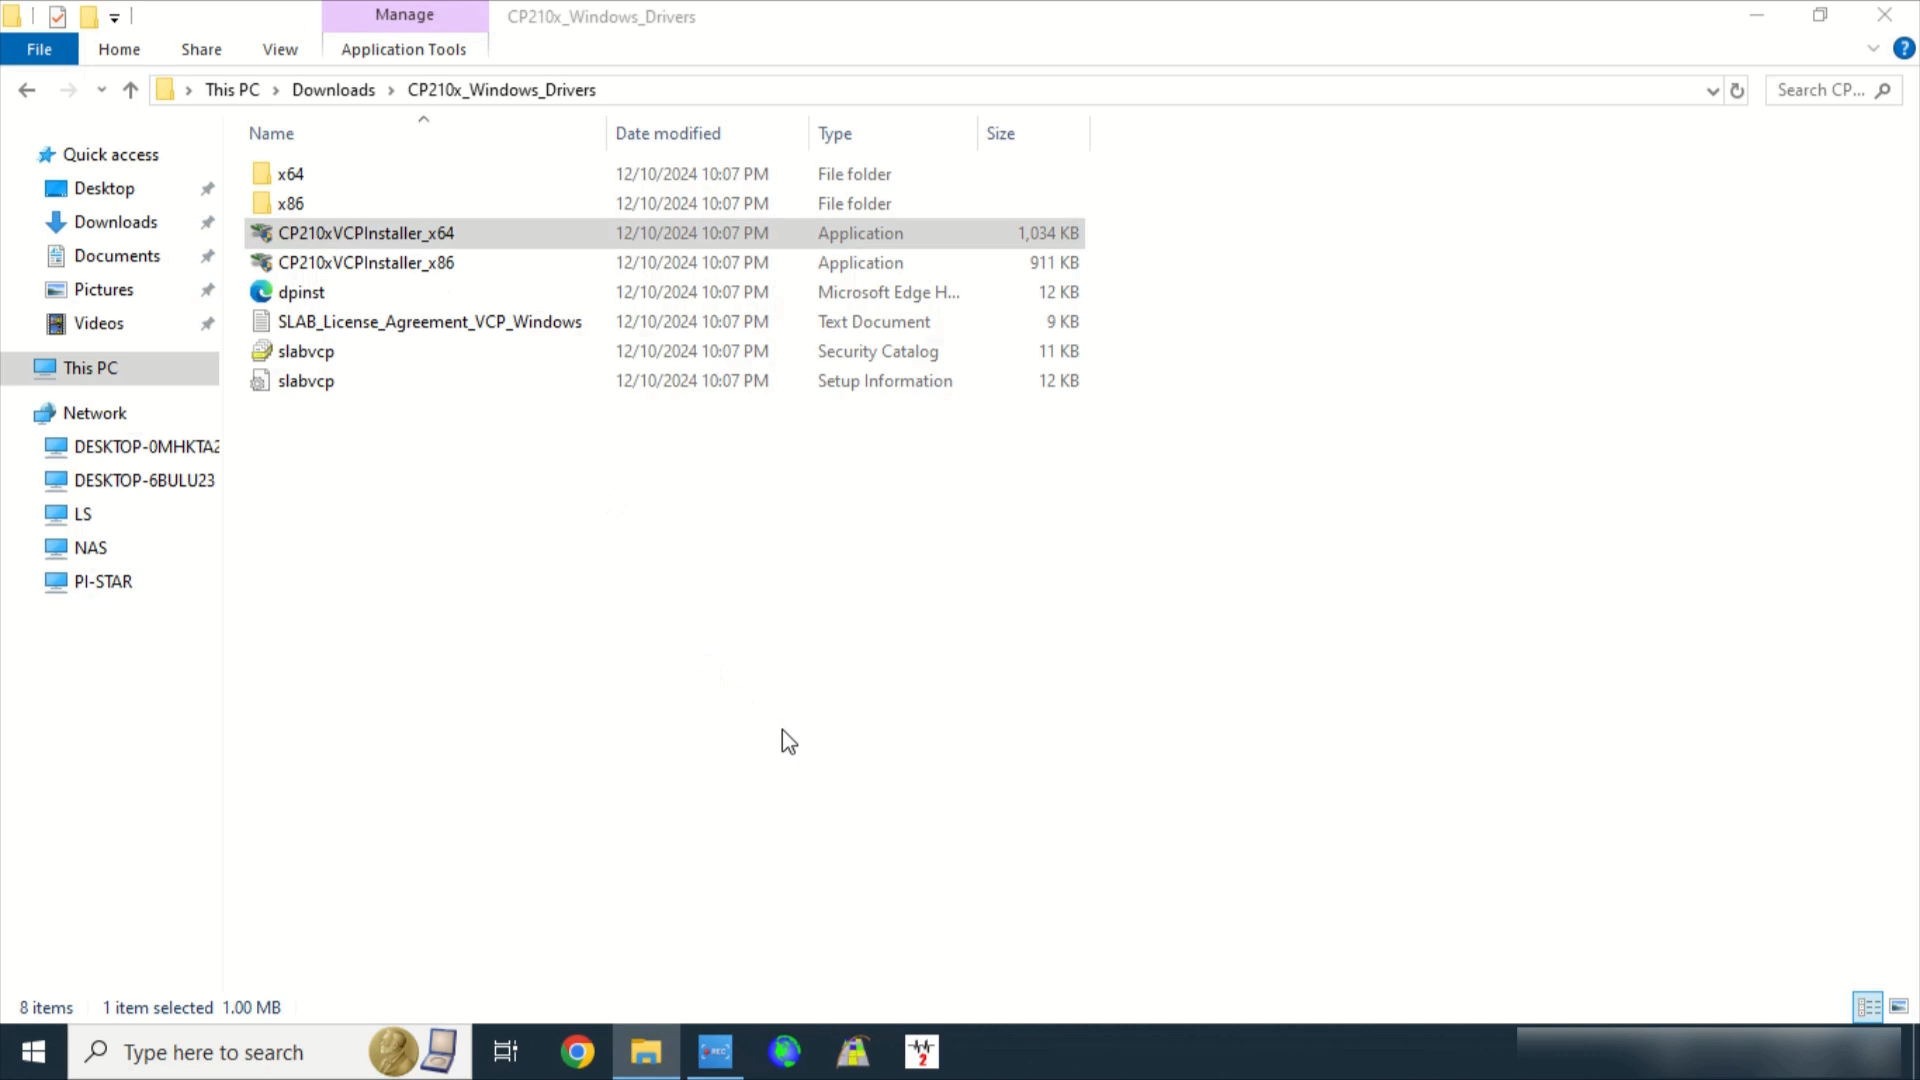 Manage
CP210x_Windows_Drivers
File
Home
Share
View
Application Tools
?
This PC > Downloads > CP210x_Windows_Drivers
Search CP...
Name
Date modified
Type
Size
Quick access
Desktop
Downloads
Documents
Pictures
Videos
This PC
Network
DESKTOP-0MHKTA2
DESKTOP-6BULU23
LS
NAS
PI-STAR
x64 12/10/2024 10:07 PM File folder
x86 12/10/2024 10:07 PM File folder
CP210xVCPInstaller_x64 12/10/2024 10:07 PM Application 1,034 KB
CP210xVCPInstaller_x86 12/10/2024 10:07 PM Application 911 KB
dpinst 12/10/2024 10:07 PM Microsoft Edge H... 12 KB
SLAB_License_Agreement_VCP_Windows 12/10/2024 10:07 PM Text Document 9 KB
slabvcp 12/10/2024 10:07 PM Security Catalog 11 KB
slabvcp 12/10/2024 10:07 PM Setup Information 12 KB
8 items 1 item selected 1.00 MB
Type here to search
REC
2